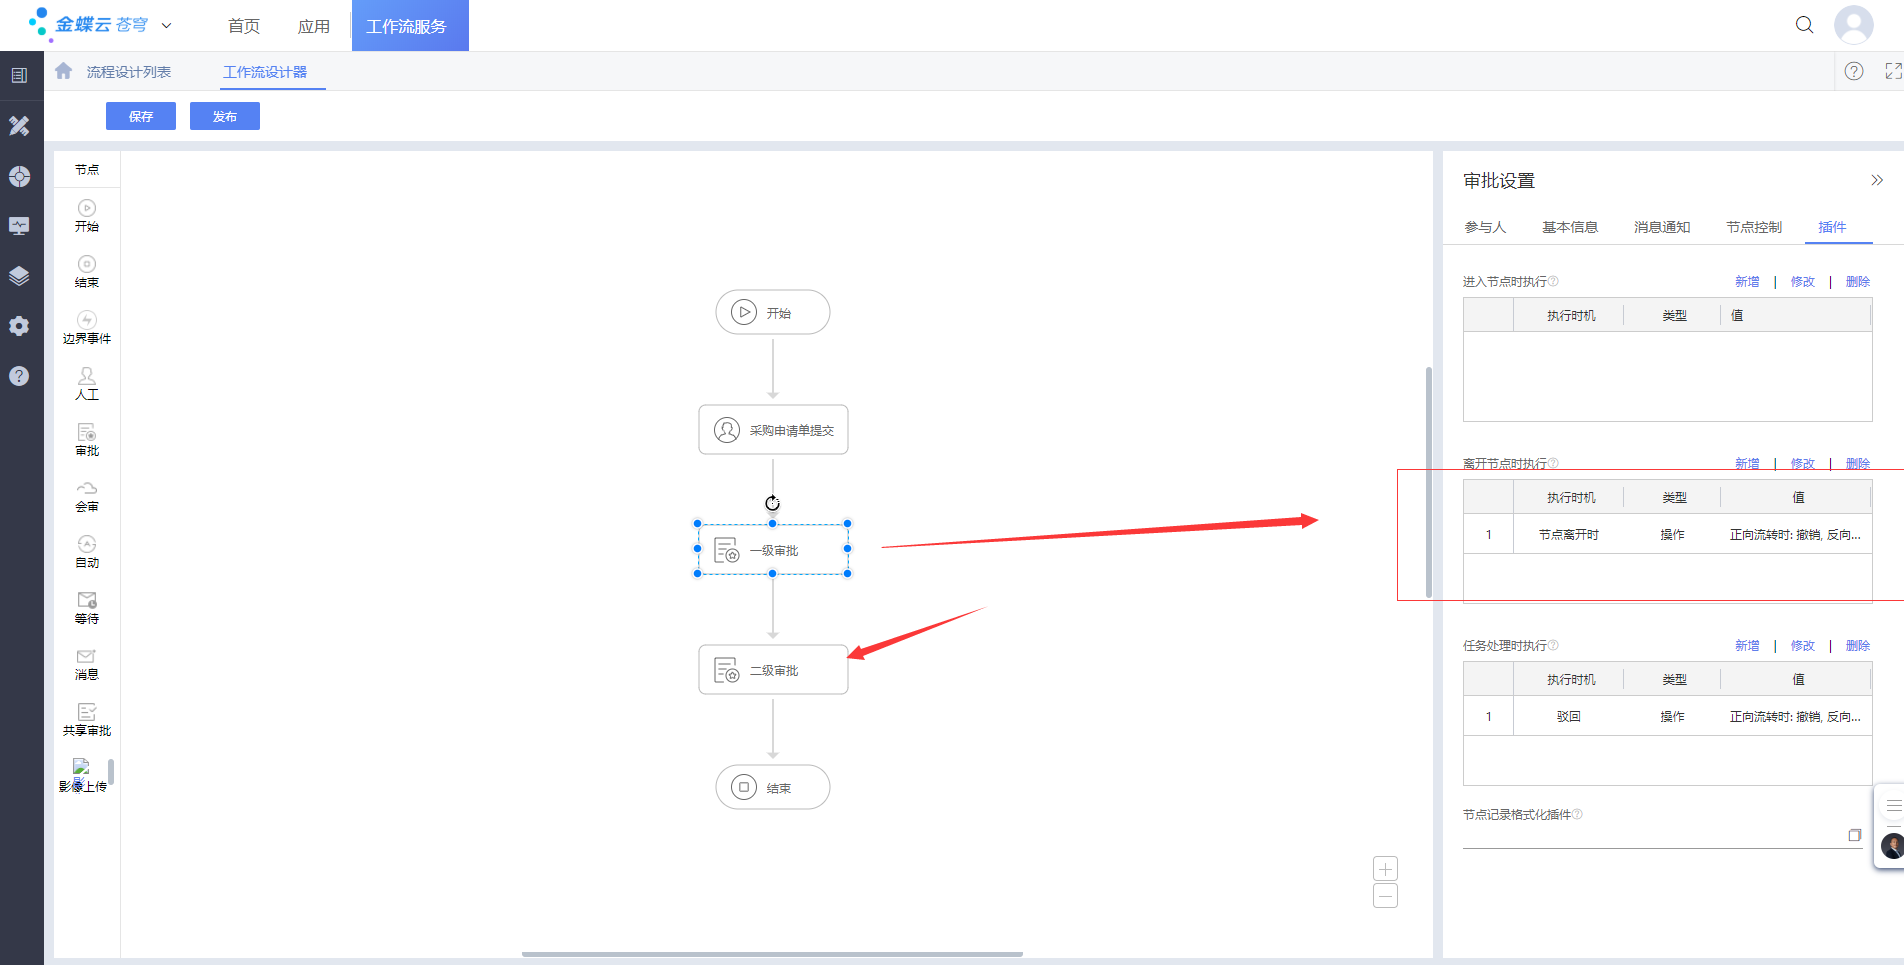 金蝶云 苍穹
首页
应用
工作流服务
流程设计列表
工作流设计器
保存
发布
节点
开始
结束
边界事件
人工
审批
会审
自动
等待
消息
共享审批
影像上传
开始
采购申请单提交
一级审批
二级审批
结束
审批设置
参与人
基本信息
消息通知
节点控制
插件
进入节点时执行
新增 | 修改 | 删除
执行时机 类型 值
离开节点时执行
新增 | 修改 | 删除
执行时机 类型 值
1 节点离开时 操作 正向流转时: 撤销, 反向...
任务处理时执行
新增 | 修改 | 删除
执行时机 类型 值
1 驳回 操作 正向流转时: 撤销, 反向...
节点记录格式化插件